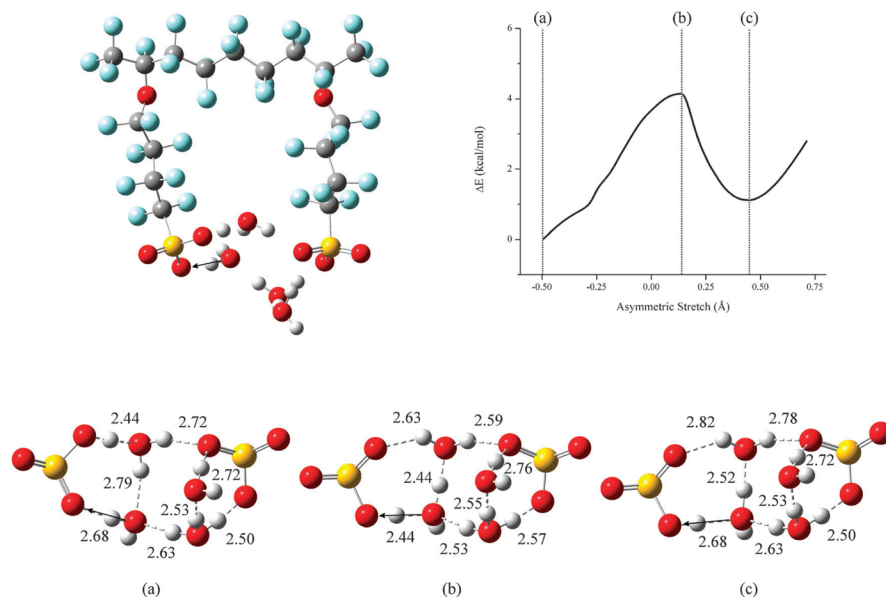 (a) (b) (c)
6
4
2
0
ΔE (kcal/mol)
-0.50 -0.25 0.00 0.25 0.50 0.75
Asymmetric Stretch (Å)
2.44 2.72
2.79 2.72
2.53
2.68 2.63 2.50
(a)
2.63 2.59
2.44 2.76
2.55
2.44 2.53 2.57
(b)
2.82 2.78
2.52 2.72
2.53
2.68 2.63 2.50
(c)